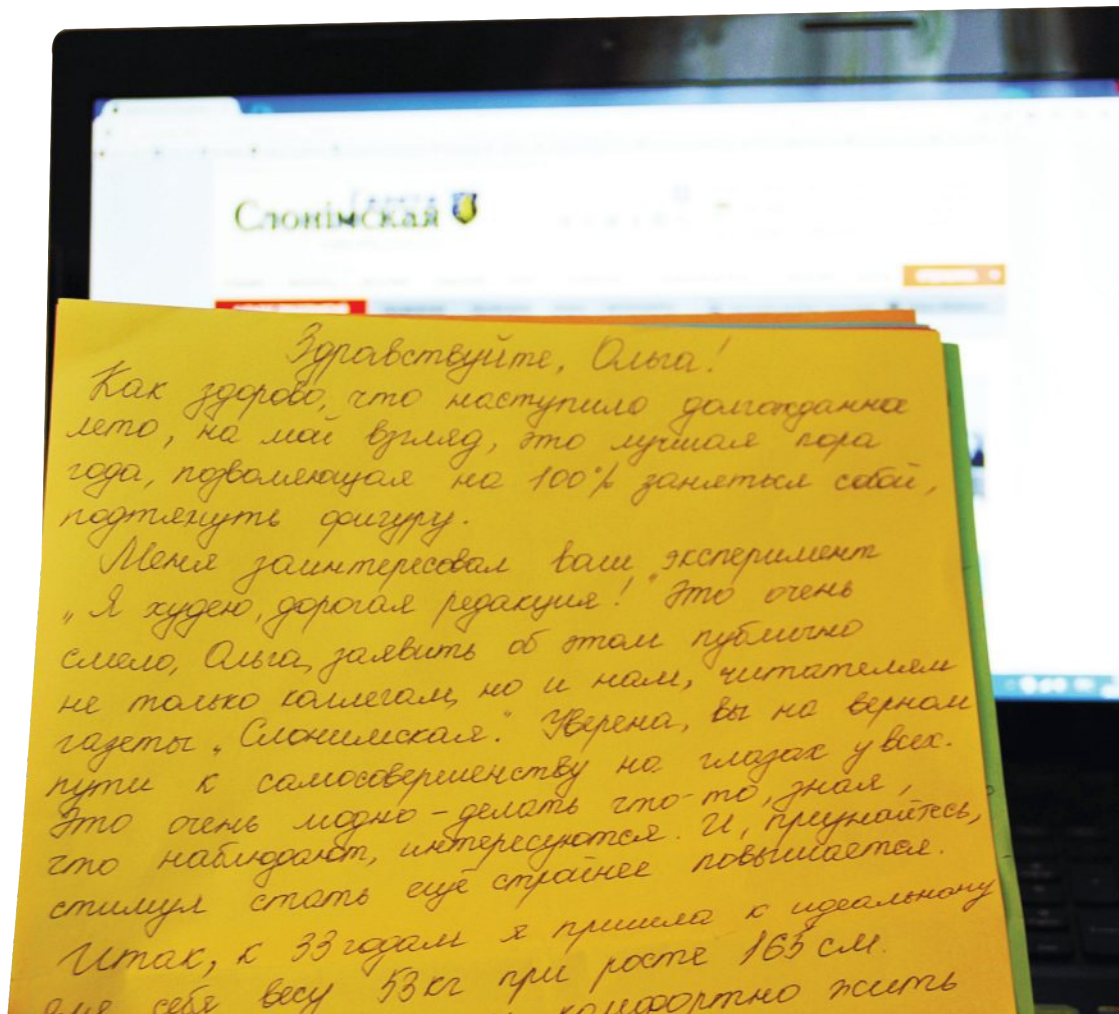 Газета
Слонімская
Здравствуйте, Ольга!
Как здорово, что наступило долгожданное
лето, на мой взгляд, это лучшая пора
года, позволяющая на 100% заняться собой,
подтянуть фигуру.
Меня заинтересовал ваш эксперимент
„Я худею, дорогая редакция!" Это очень
смело, Ольга, заявить об этом публично
не только коллегам, но и нам, читателям
газеты „Слонимская". Уверена, вы на верном
пути к самосовершенству на глазах у всех.
Это очень модно - делать что-то, зная,
что наблюдают, интересуются. И, признайтесь,
стимул стать ещё стройнее повышается.
Итак, к 33 годам я пришла к идеальному
для себя весу 53 кг при росте 163 см.
комфортно жить